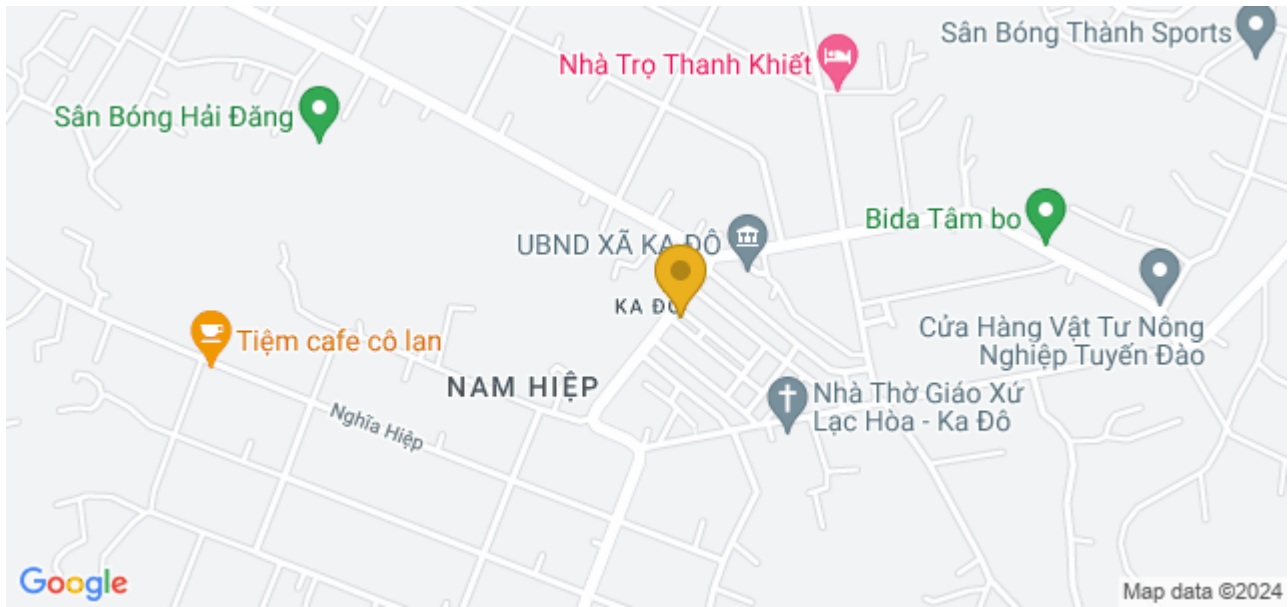 Sân Bóng Thành Sports
Nhà Trọ Thanh Khiết
Sân Bóng Hải Đăng
Bida Tâm bo
UBND XÃ KA ĐÔ
KA ĐÔ
Tiệm cafe cô lan
Cửa Hàng Vật Tư Nông
Nghiệp Tuyến Đào
NAM HIỆP
Nhà Thờ Giáo Xứ
Lạc Hòa - Ka Đô
Nghĩa Hiệp
Google
Map data ©2024